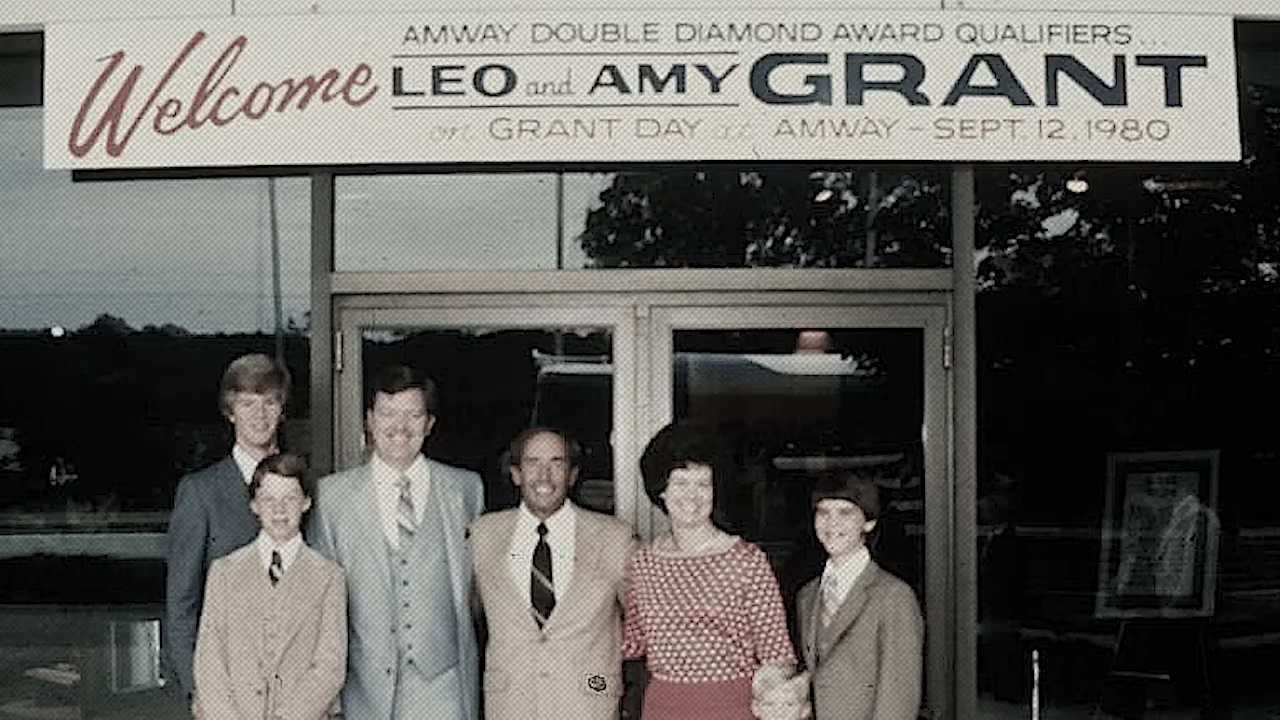 AMWAY DOUBLE DIAMOND AWARD QUALIFIERS...
Welcome LEO and AMY GRANT
on GRANT DAY at AMWAY – SEPT. 12, 1980